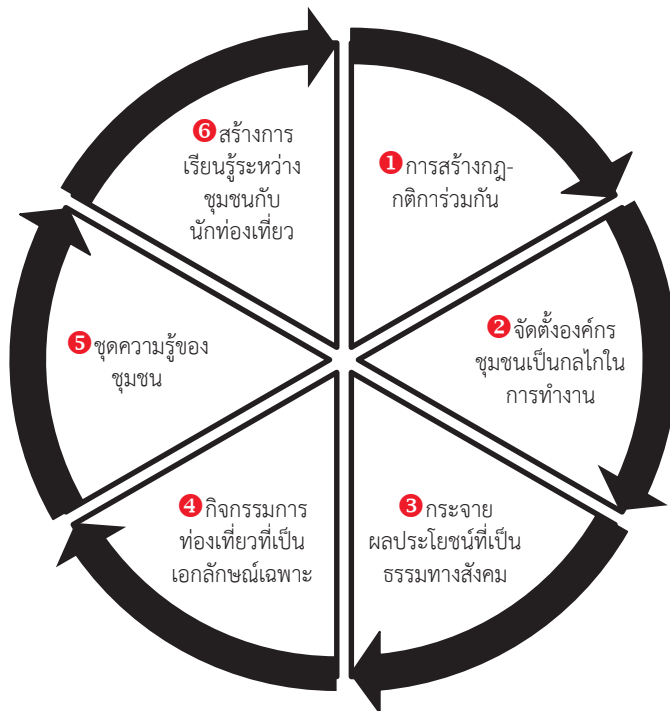 ❶ การสร้างกฎ-
กติการ่วมกัน
❷ จัดตั้งองค์กร
ชุมชนเป็นกลไกใน
การทำงาน
❸ กระจาย
ผลประโยชน์ที่เป็น
ธรรมทางสังคม
❹ กิจกรรมการ
ท่องเที่ยวที่เป็น
เอกลักษณ์เฉพาะ
❺ ชุดความรู้ของ
ชุมชน
❻ สร้างการ
เรียนรู้ระหว่าง
ชุมชนกับ
นักท่องเที่ยว